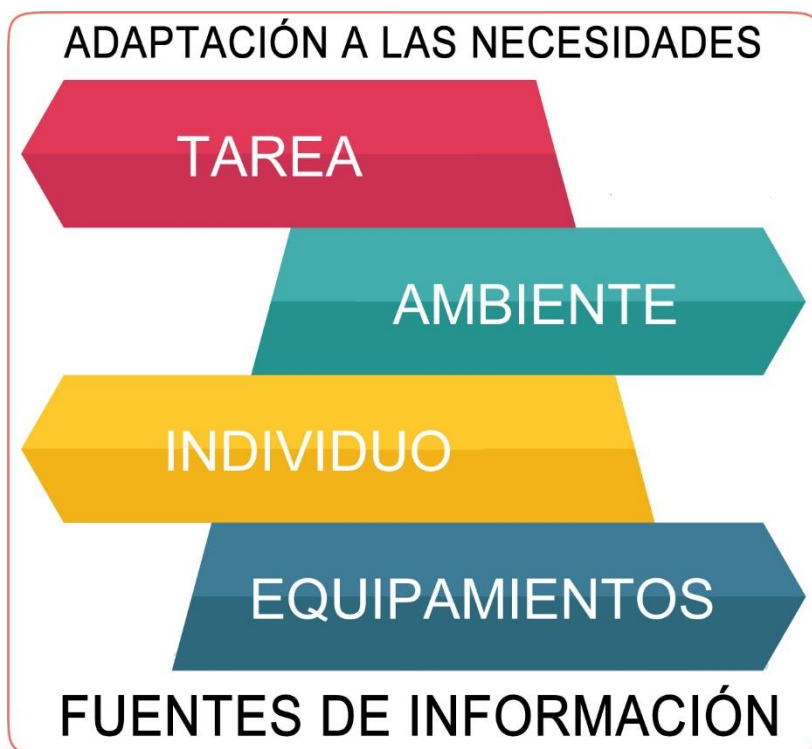 ADAPTACIÓN A LAS NECESIDADES
TAREA
AMBIENTE
INDIVIDUO
EQUIPAMIENTOS
FUENTES DE INFORMACIÓN